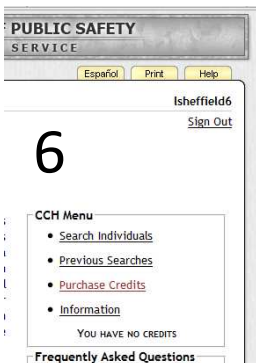 PUBLIC SAFETY
SERVICE
Español Print Help
lsheffield6
Sign Out
6
CCH Menu
Search Individuals
Previous Searches
Purchase Credits
Information
YOU HAVE NO CREDITS
Frequently Asked Questions